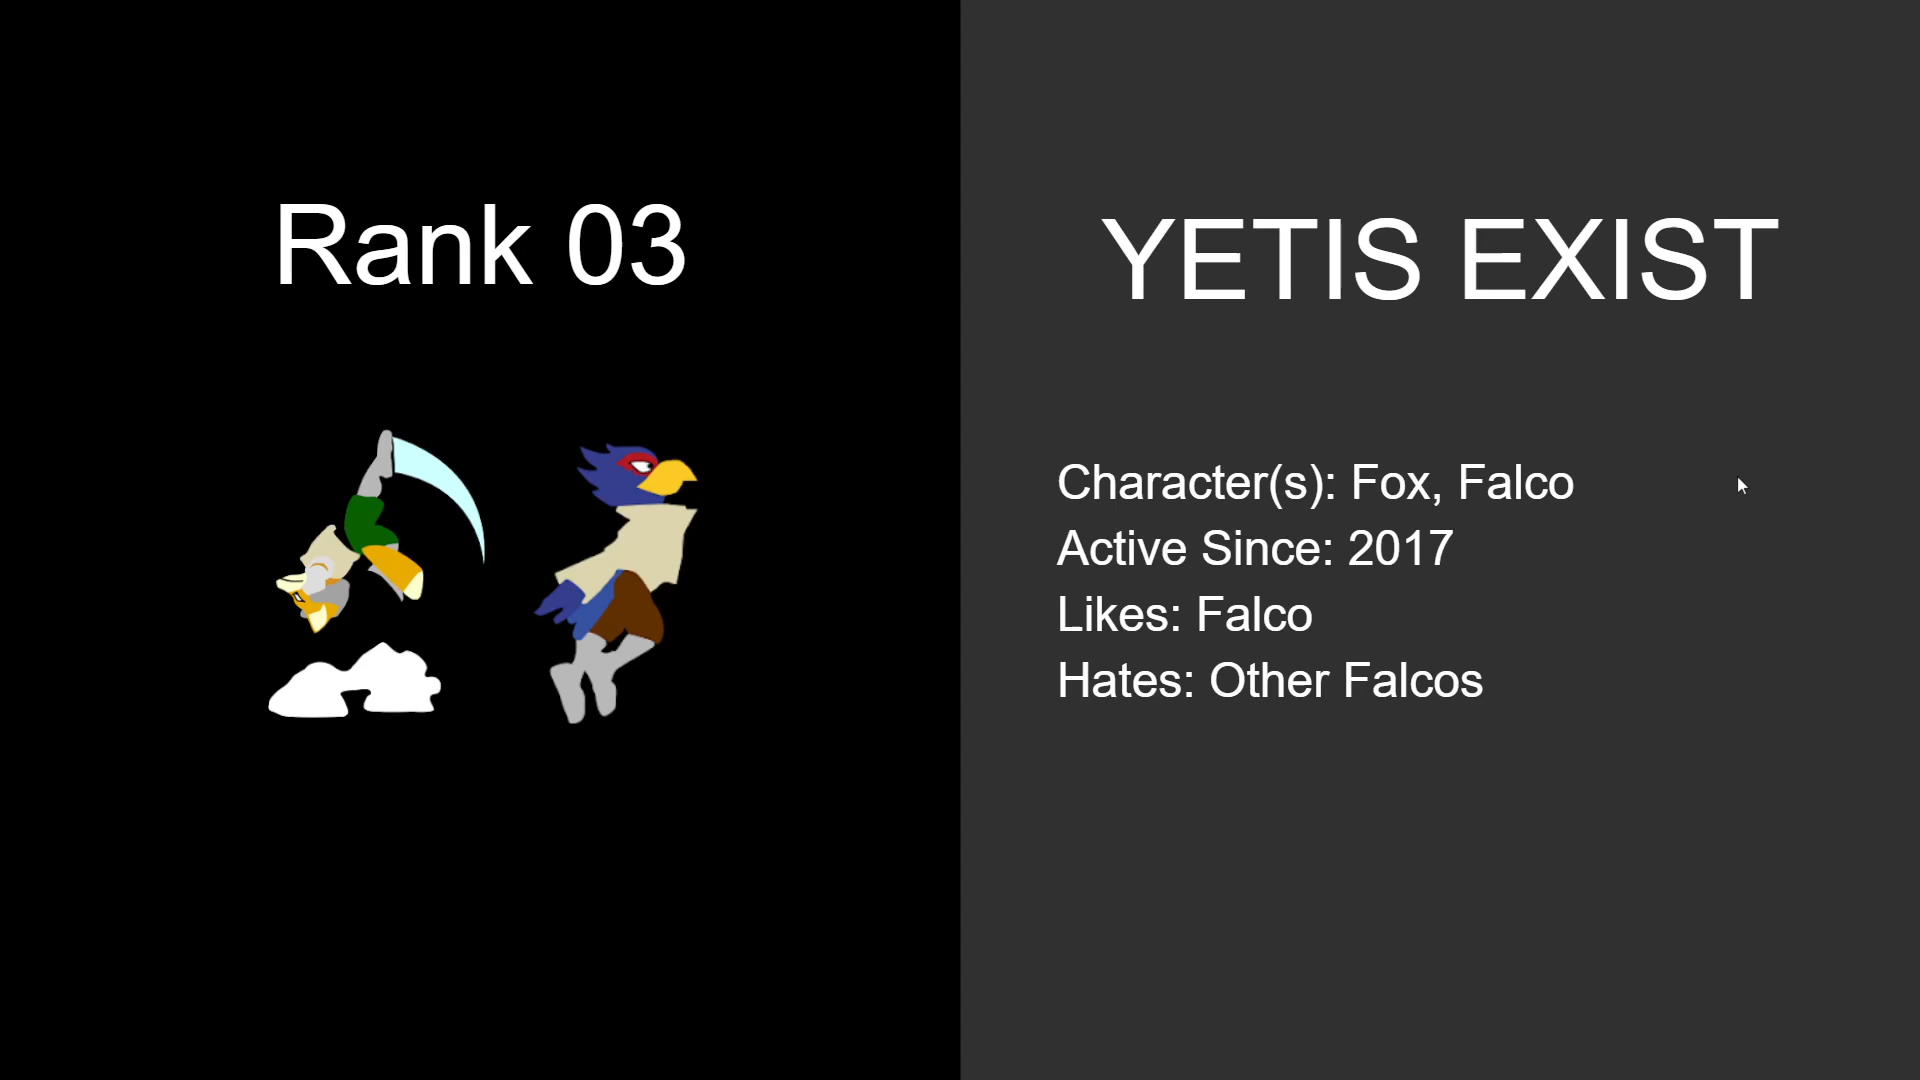 Rank 03
YETIS EXIST
Character(s): Fox, Falco
Active Since: 2017
Likes: Falco
Hates: Other Falcos